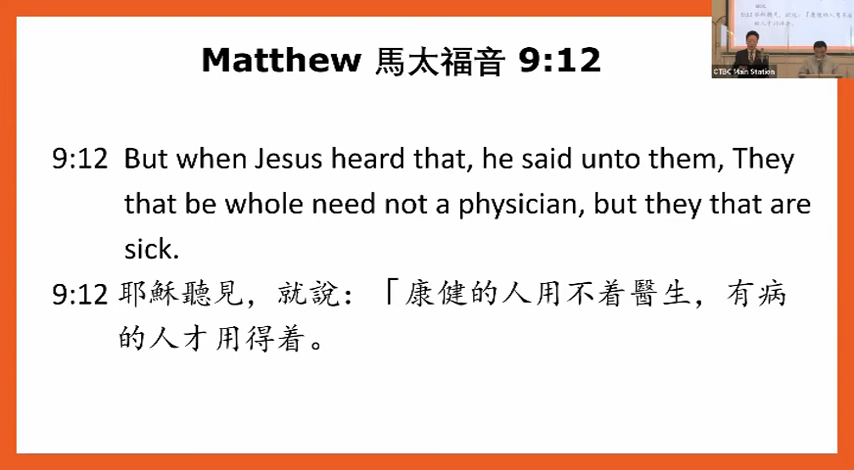 Matthew 馬太福音 9:12
9:12 But when Jesus heard that, he said unto them, They
that be whole need not a physician, but they that are
sick.
9:12 耶穌聽見，就說：「康健的人用不着醫生，有病
的人才用得着。
CTBC Main Station